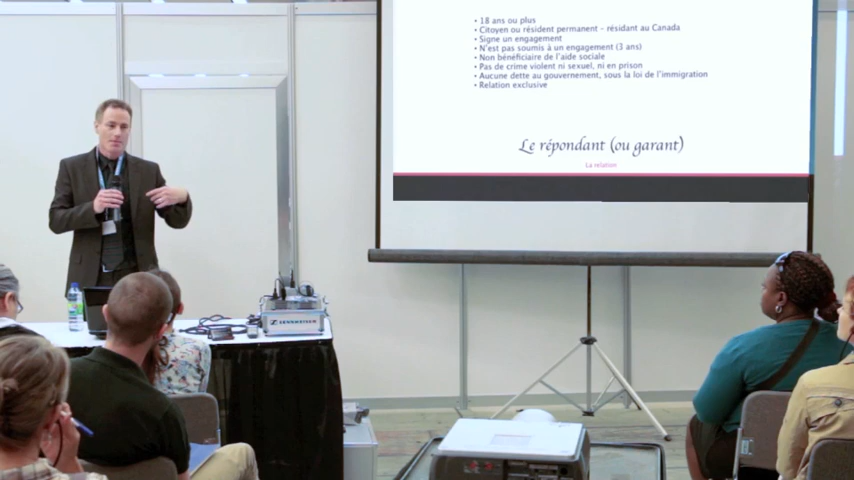 • 18 ans ou plus
• Citoyen ou résident permanent – résidant au Canada
• Signe un engagement
• N'est pas soumis à un engagement (3 ans)
• Non bénéficiaire de l'aide sociale
• Pas de crime violent ni sexuel, ni en prison
• Aucune dette au gouvernement, sous la loi de l'immigration
• Relation exclusive
Le répondant (ou garant)
La relation
SENNHEISER